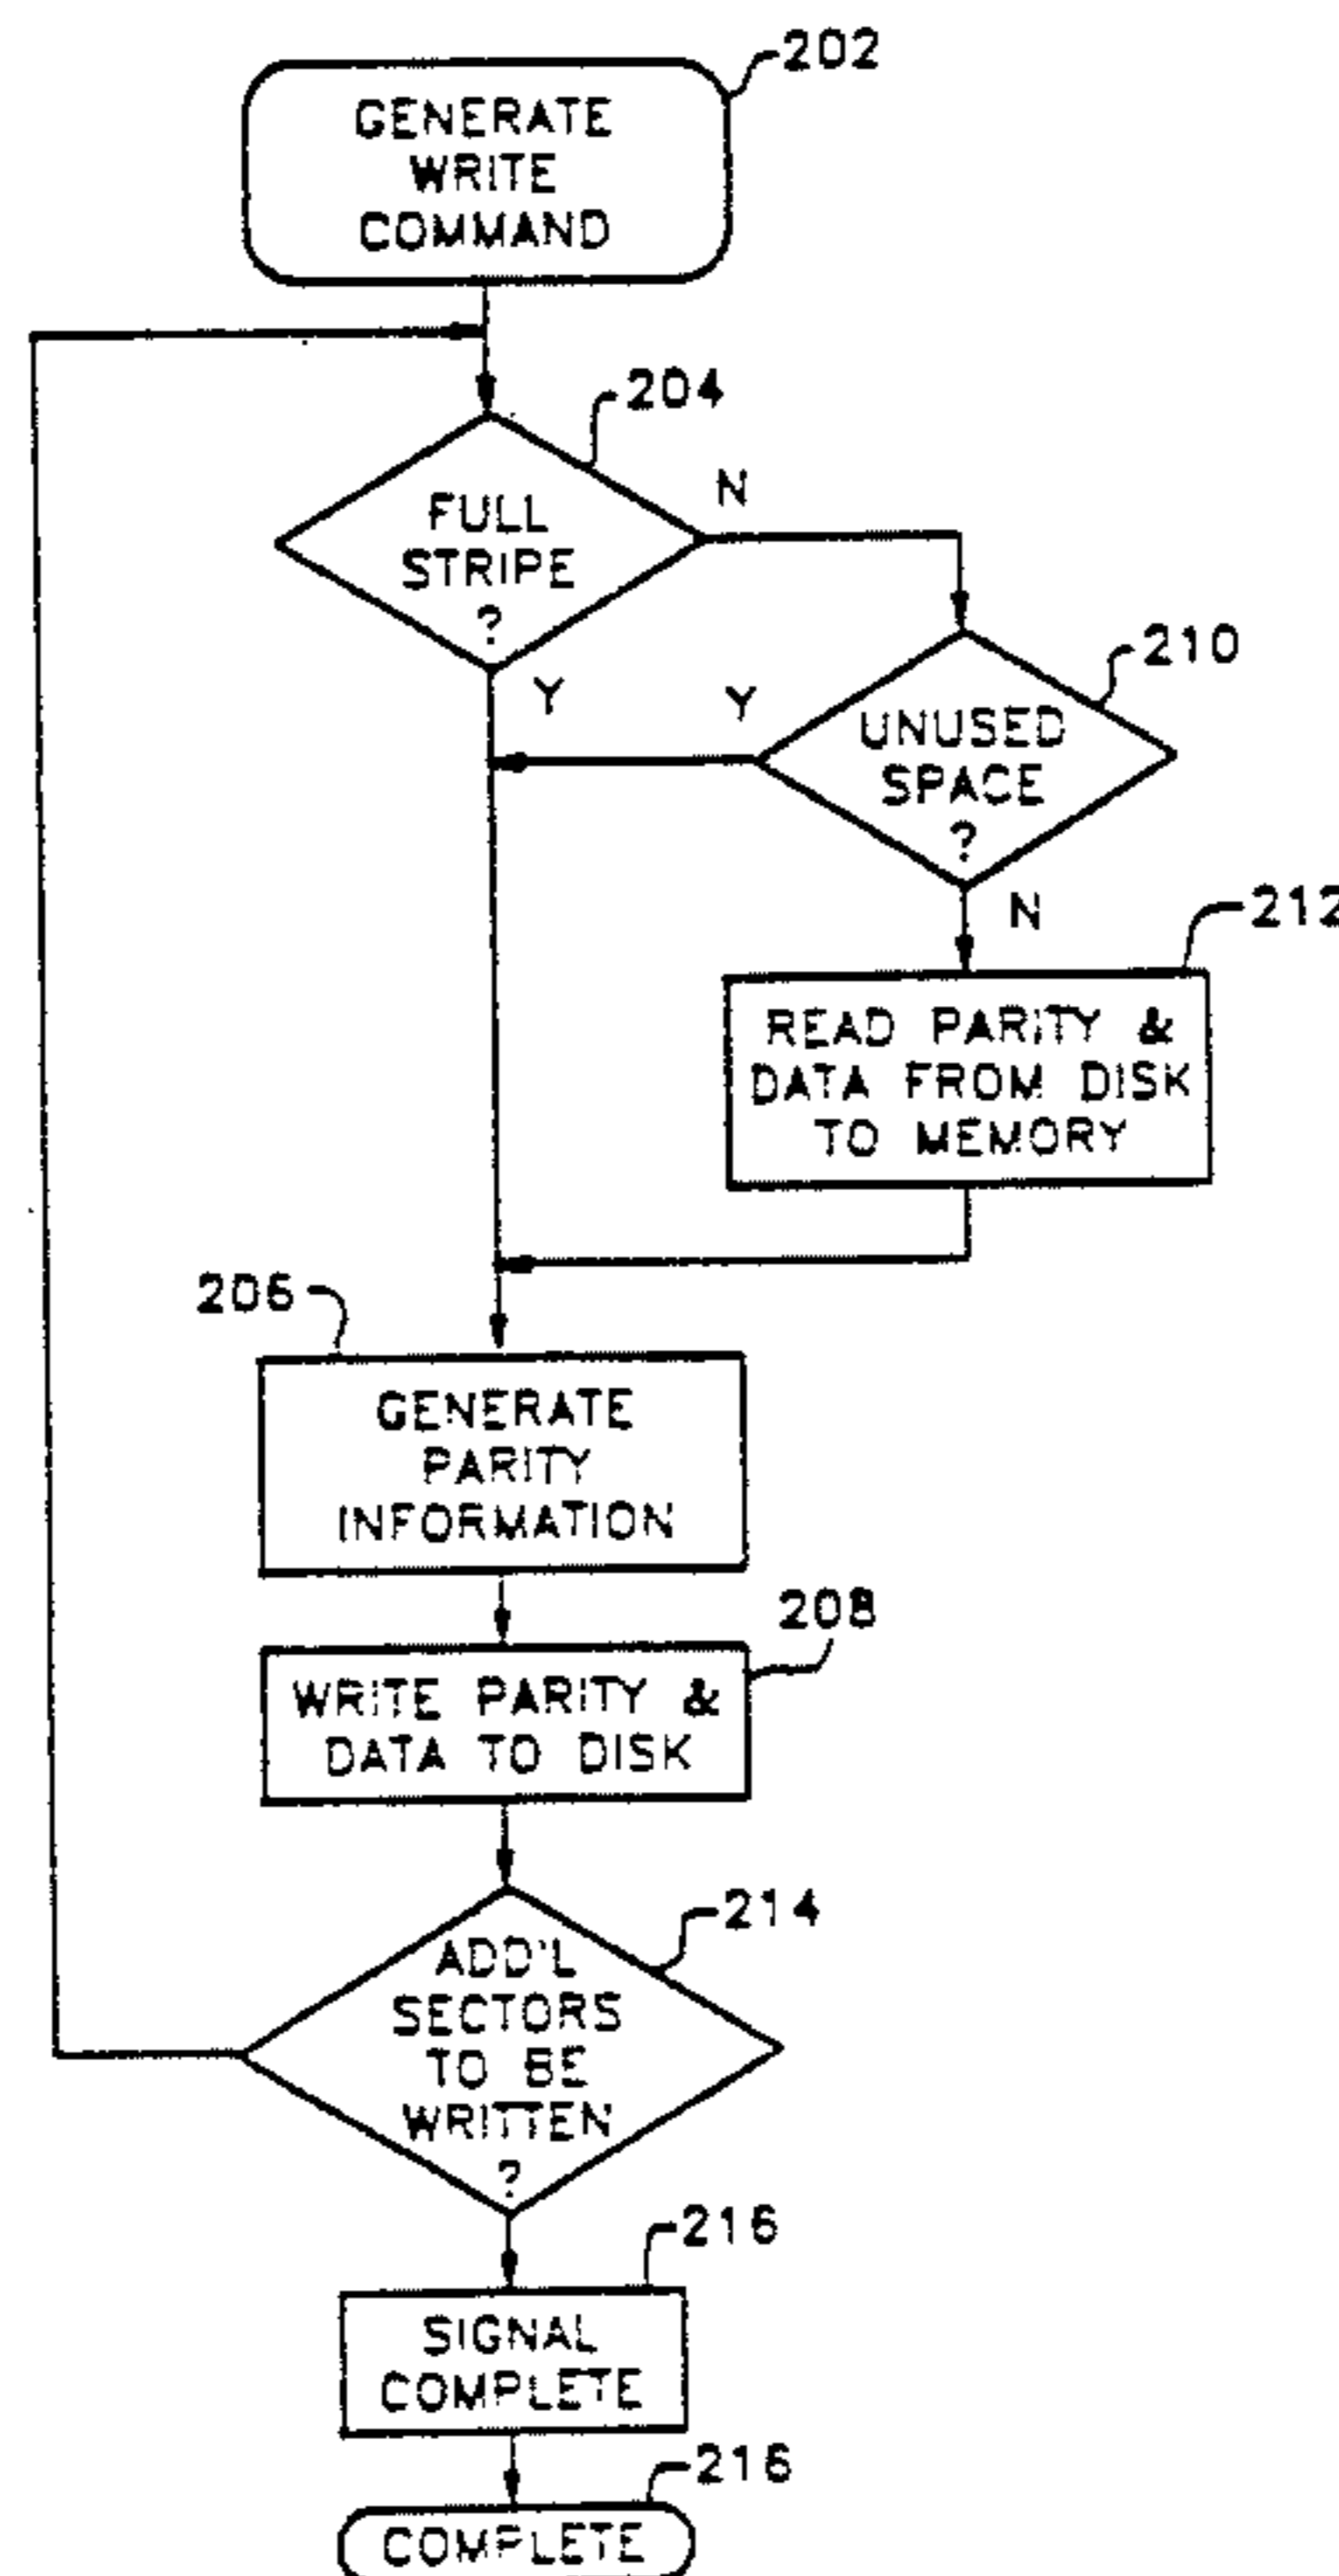 202
GENERATE
WRITE
COMMAND
204
FULL
STRIPE
?
N
Y
210
UNUSED
SPACE
?
Y
N
212
READ PARITY &
DATA FROM DISK
TO MEMORY
206
GENERATE
PARITY
INFORMATION
208
WRITE PARITY &
DATA TO DISK
214
ADD'L
SECTORS
TO BE
WRITTEN
?
216
SIGNAL
COMPLETE
216
COMPLETE